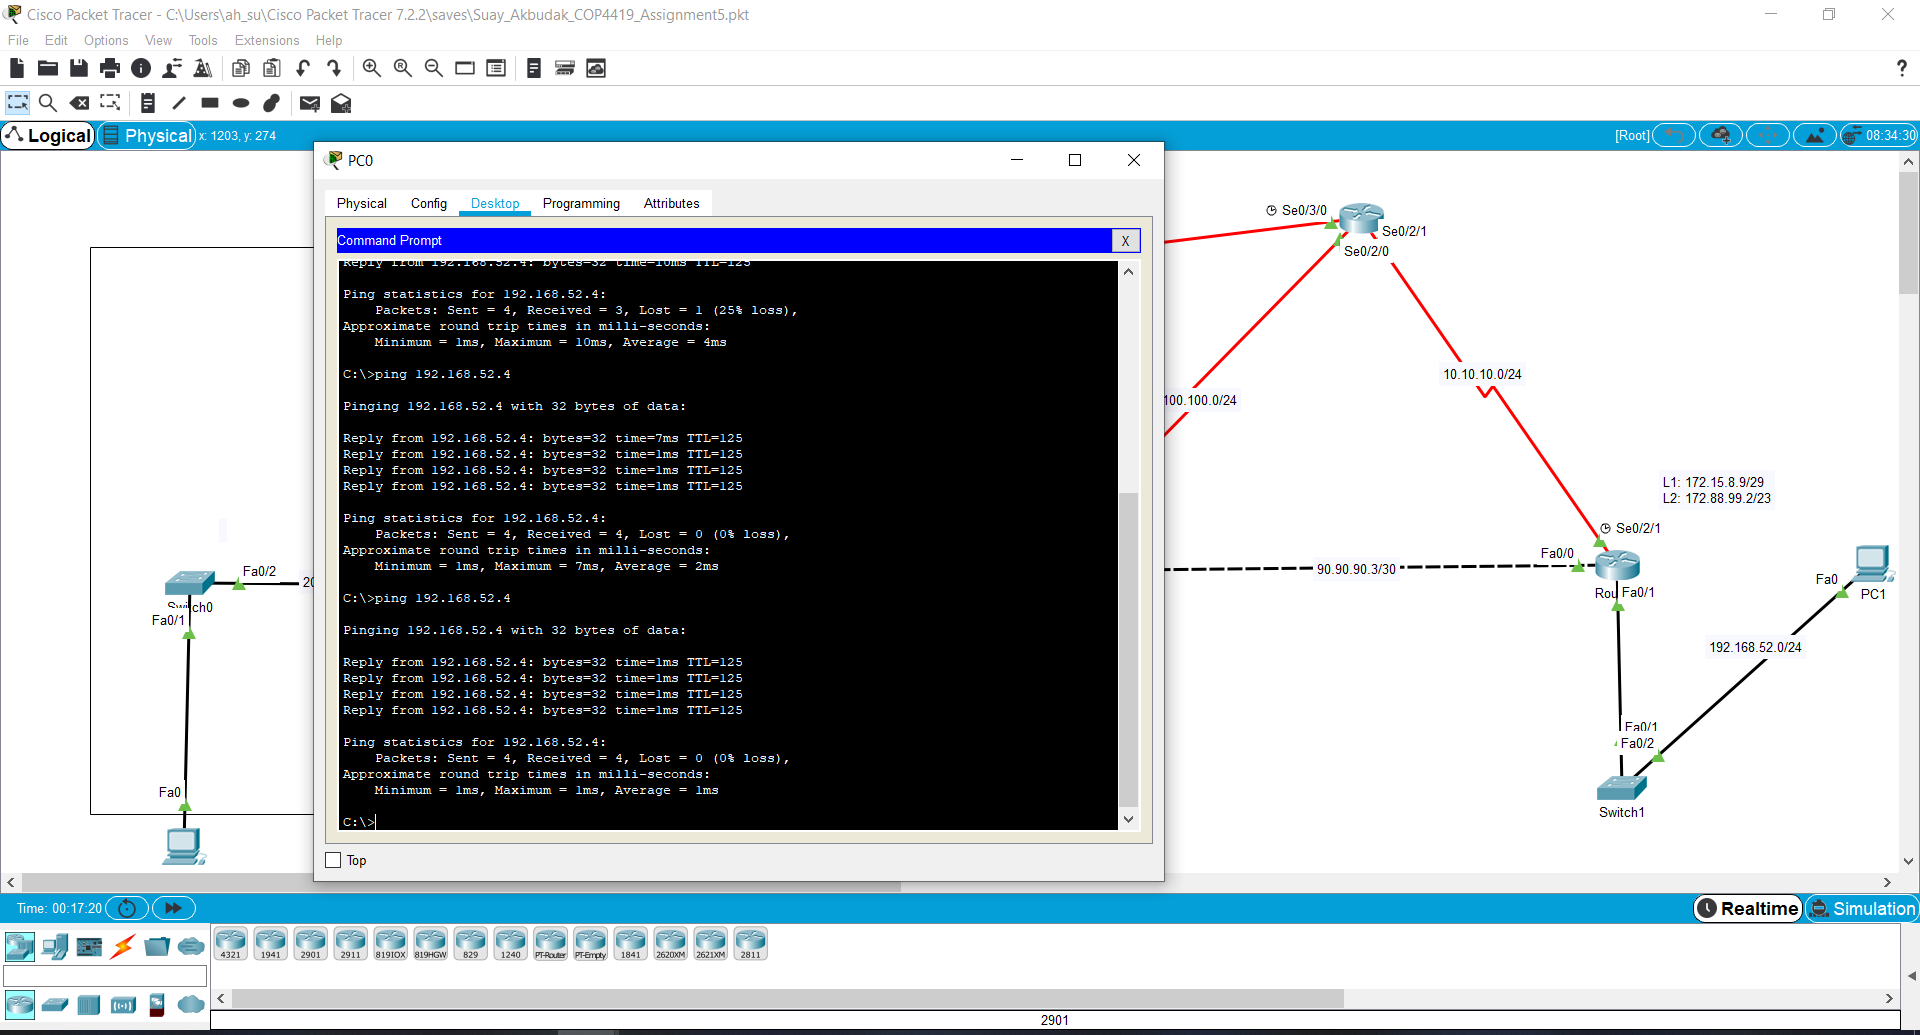 Cisco Packet Tracer - C:\Users\ah_su\Cisco Packet Tracer 7.2.2\saves\Suay_Akbudak_COP4419_Assignment5.pkt
File Edit Options View Tools Extensions Help
?
Logical Physical x: 1203, y: 274 [Root] 08:34:30
PC0
Physical Config Desktop Programming Attributes
Command Prompt X
Reply from 192.168.52.4: bytes=32 time=10ms TTL=125
Ping statistics for 192.168.52.4:
Packets: Sent = 4, Received = 3, Lost = 1 (25% loss),
Approximate round trip times in milli-seconds:
Minimum = 1ms, Maximum = 10ms, Average = 4ms
C:\>ping 192.168.52.4
Pinging 192.168.52.4 with 32 bytes of data:
Reply from 192.168.52.4: bytes=32 time=7ms TTL=125
Reply from 192.168.52.4: bytes=32 time=1ms TTL=125
Reply from 192.168.52.4: bytes=32 time=1ms TTL=125
Reply from 192.168.52.4: bytes=32 time=1ms TTL=125
Ping statistics for 192.168.52.4:
Packets: Sent = 4, Received = 4, Lost = 0 (0% loss),
Approximate round trip times in milli-seconds:
Minimum = 1ms, Maximum = 7ms, Average = 2ms
C:\>ping 192.168.52.4
Pinging 192.168.52.4 with 32 bytes of data:
Reply from 192.168.52.4: bytes=32 time=1ms TTL=125
Reply from 192.168.52.4: bytes=32 time=1ms TTL=125
Reply from 192.168.52.4: bytes=32 time=1ms TTL=125
Reply from 192.168.52.4: bytes=32 time=1ms TTL=125
Ping statistics for 192.168.52.4:
Packets: Sent = 4, Received = 4, Lost = 0 (0% loss),
Approximate round trip times in milli-seconds:
Minimum = 1ms, Maximum = 1ms, Average = 1ms
C:\>
Top
Fa0/2
20
Fa0/1
Fa0
Se0/3/0
Se0/2/1
Se0/2/0
10.10.10.0/24
100.100.0/24
L1: 172.15.8.9/29
L2: 172.88.99.2/23
Se0/2/1
Fa0/0
90.90.90.3/30
Rou Fa0/1
Fa0
PC1
192.168.52.0/24
Fa0/1
Fa0/2
Switch1
Time: 00:17:20 Realtime Simulation
4321 1941 2901 2911 819IOX 819HGW 829 1240 PT-Router PT-Empty 1841 2620XM 2621XM 2811
2901